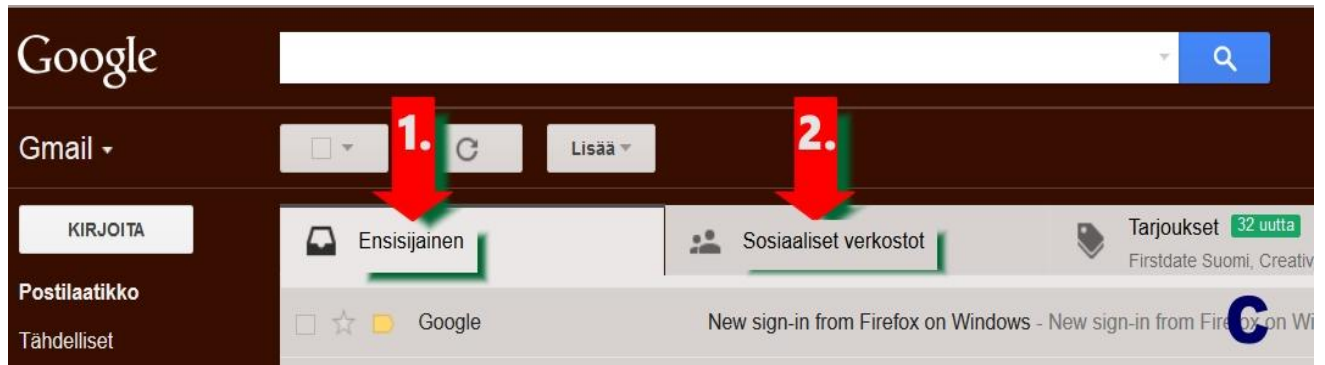 Google
Gmail
1.
Lisää
2.
KIRJOITA
Ensisijainen
Sosiaaliset verkostot
Tarjoukset 32 uutta
Firstdate Suomi, Creativ
Postilaatikko
Google
New sign-in from Firefox on Windows - New sign-in from Firefox on Wi
C
Tähdelliset